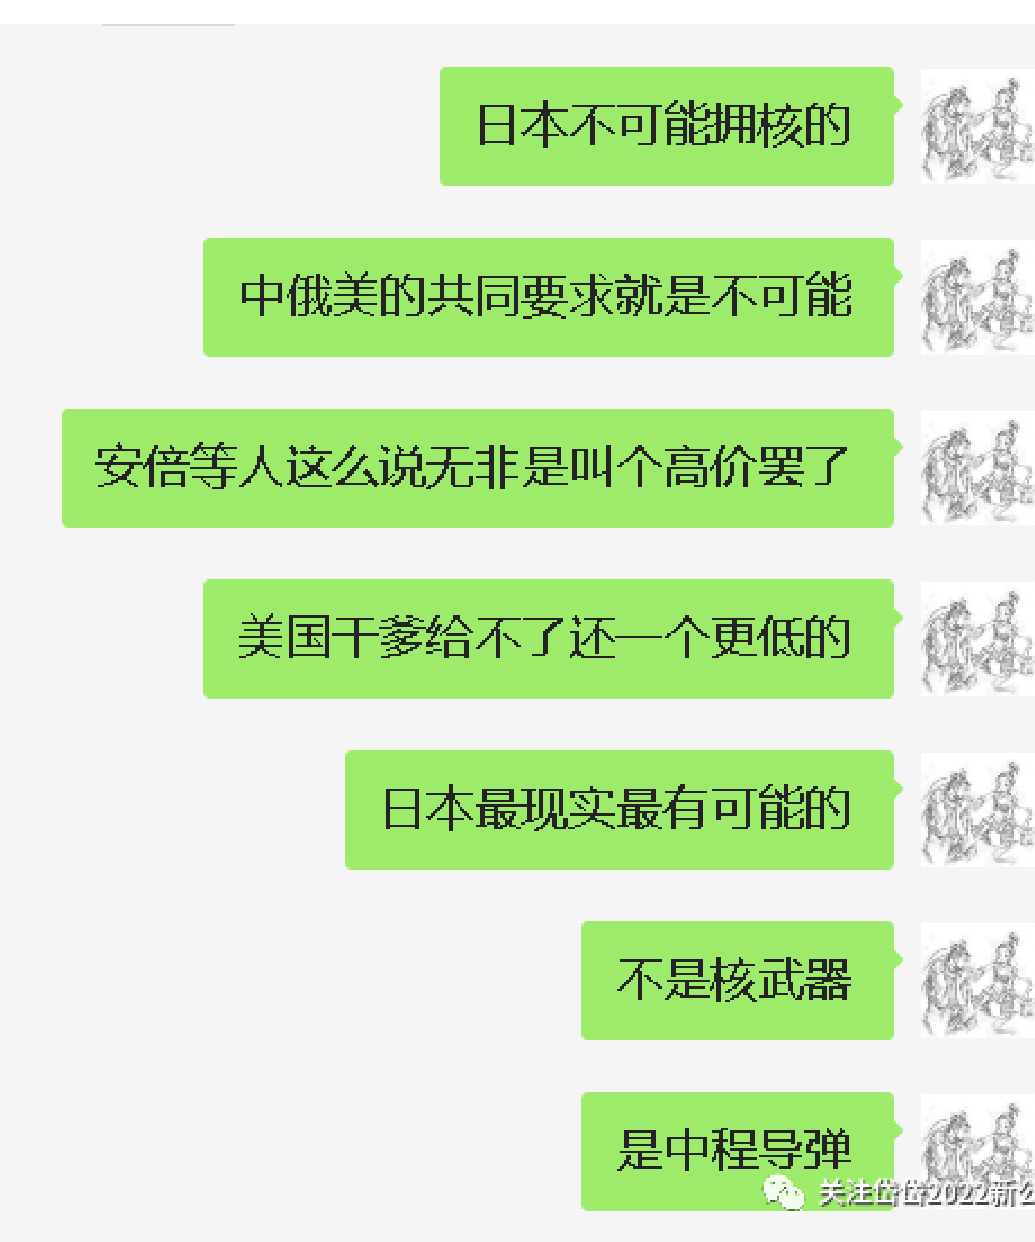 日本不可能拥核的
中俄美的共同要求就是不可能
安倍等人这么说无非是叫个高价罢了
美国干爹给不了还一个更低的
日本最现实最有可能的
不是核武器
是中程导弹
关注岱岱2022新